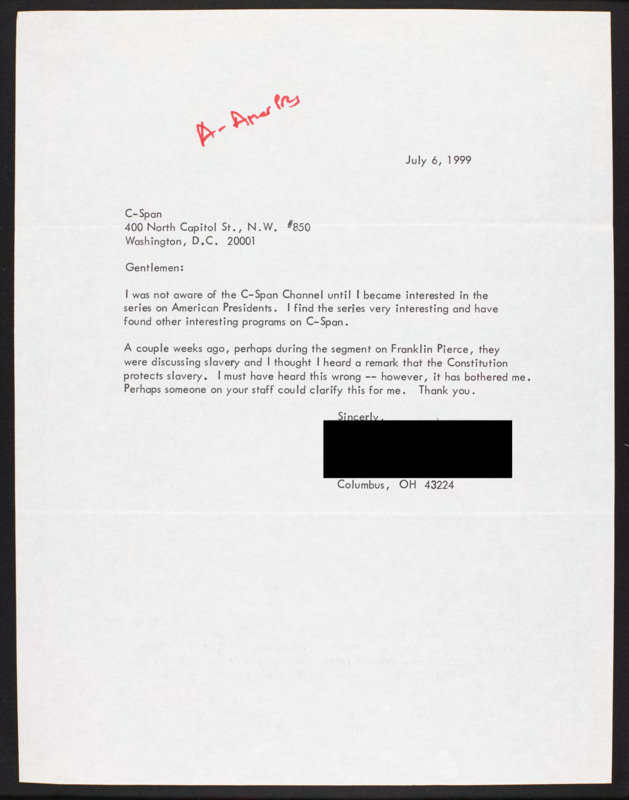 A- Amer Prs
July 6, 1999
C-Span
400 North Capitol St., N.W. #850
Washington, D.C. 20001
Gentlemen:
I was not aware of the C-Span Channel until I became interested in the
series on American Presidents. I find the series very interesting and have
found other interesting programs on C-Span.
A couple weeks ago, perhaps during the segment on Franklin Pierce, they
were discussing slavery and I thought I heard a remark that the Constitution
protects slavery. I must have heard this wrong -- however, it has bothered me.
Perhaps someone on your staff could clarify this for me. Thank you.
Sincerly,
Columbus, OH 43224